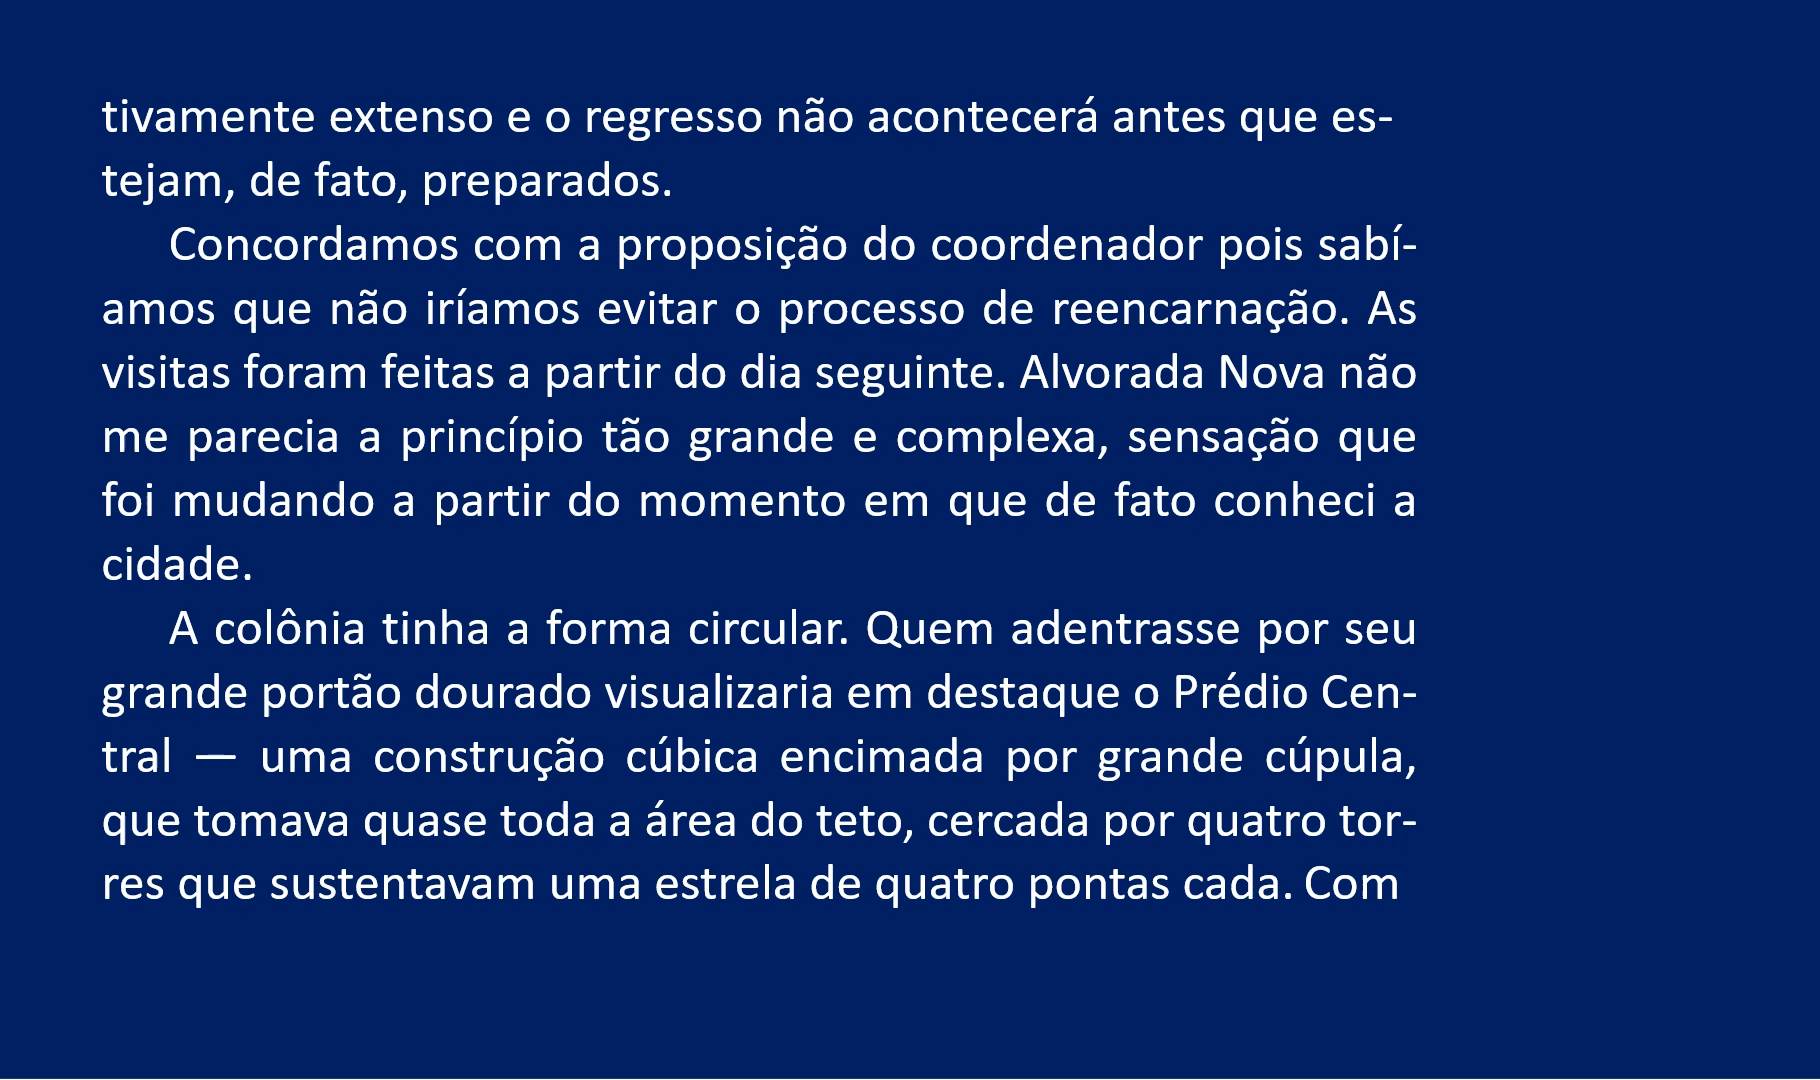 tivamente extenso e o regresso não acontecerá antes que es-
tejam, de fato, preparados.
Concordamos com a proposição do coordenador pois sabí-
amos que não iríamos evitar o processo de reencarnação. As
visitas foram feitas a partir do dia seguinte. Alvorada Nova não
me parecia a princípio tão grande e complexa, sensação que
foi mudando a partir do momento em que de fato conheci a
cidade.
A colônia tinha a forma circular. Quem adentrasse por seu
grande portão dourado visualizaria em destaque o Prédio Cen-
tral — uma construção cúbica encimada por grande cúpula,
que tomava quase toda a área do teto, cercada por quatro tor-
res que sustentavam uma estrela de quatro pontas cada. Com